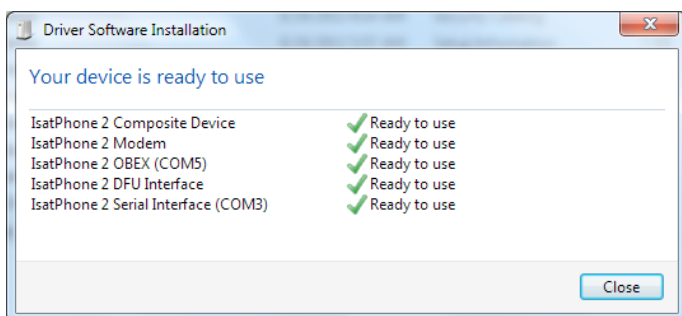 Driver Software Installation
Your device is ready to use
IsatPhone 2 Composite Device Ready to use
IsatPhone 2 Modem Ready to use
IsatPhone 2 OBEX (COM5) Ready to use
IsatPhone 2 DFU Interface Ready to use
IsatPhone 2 Serial Interface (COM3) Ready to use
Close